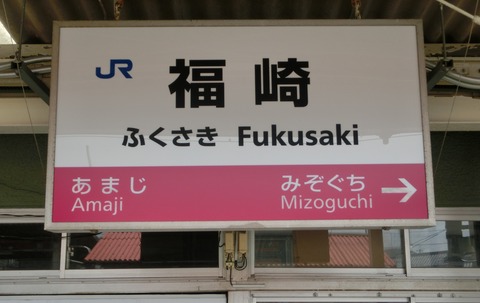 JR
福崎
ふくさき Fukusaki
あまじ みぞぐち →
Amaji Mizoguchi